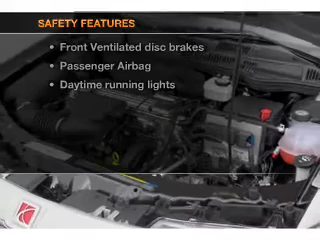 SAFETY FEATURES
• Front Ventilated disc brakes
• Passenger Airbag
• Daytime running lights